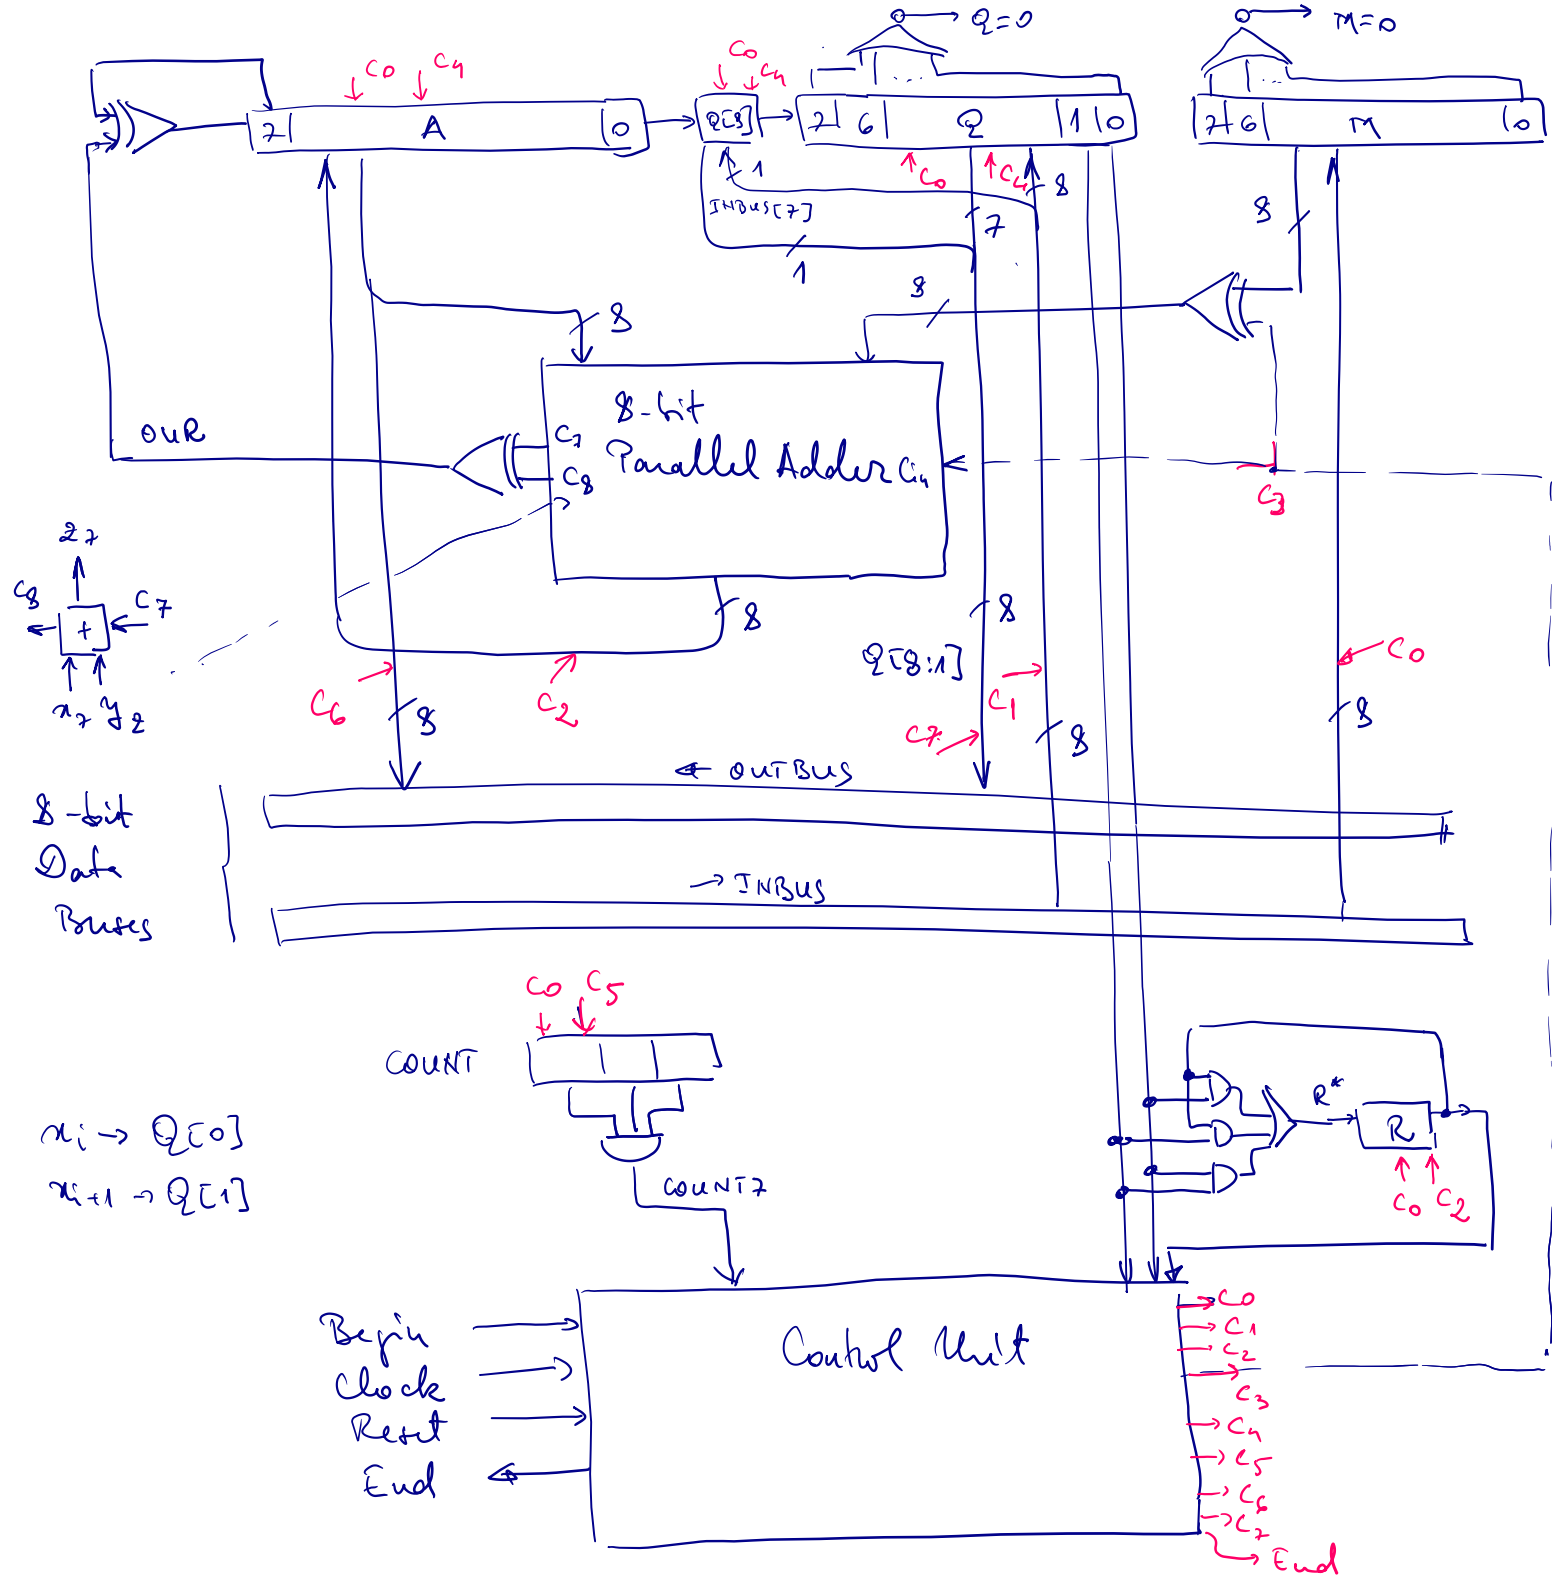 Q=0
M=0
C0 C4
C0
C4
7 A 0
Q[8]
7 6 Q 1 0
7 6 M 0
1
C0
C4
8
INBUS[7]
7
8
1
8
8
8-bit
OVR
C7
Parallel Adder Cin
C8
C3
z7
C8
C7
+
8
8
x7
Q[8:1]
C0
C6
C2
C1
8
8
8
C7
← OUTBUS
8-bit
Data
→ INBUS
Buses
C0 C5
COUNT
R*
xi → Q[0]
R
xi+1 → Q[1]
COUNT7
C0 C2
Begin
Control Unit
C0
C1
C2
Clock
C3
Reset
C4
C5
End
C6
C7
End